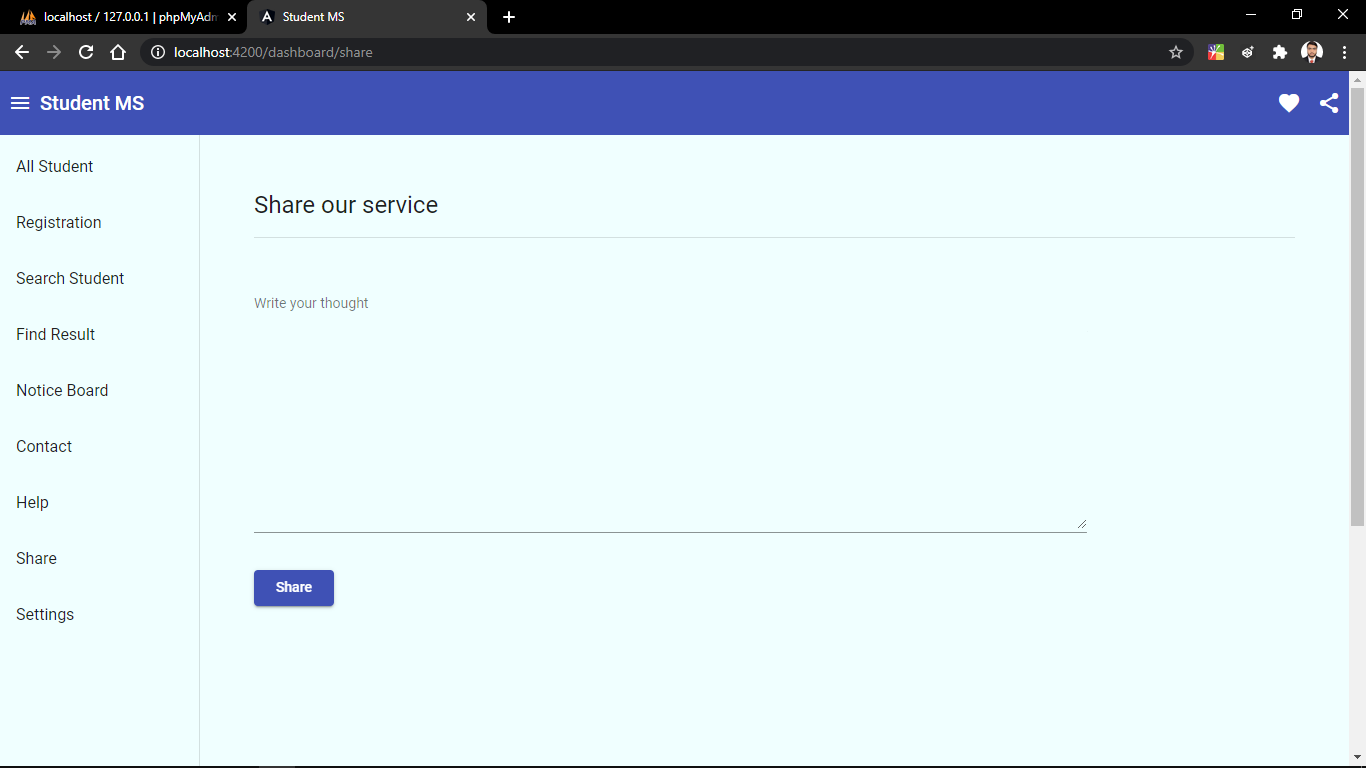 localhost / 127.0.0.1 | phpMyAdm
Student MS
localhost:4200/dashboard/share
Student MS
All Student
Registration
Search Student
Find Result
Notice Board
Contact
Help
Share
Settings
Share our service
Write your thought
Share